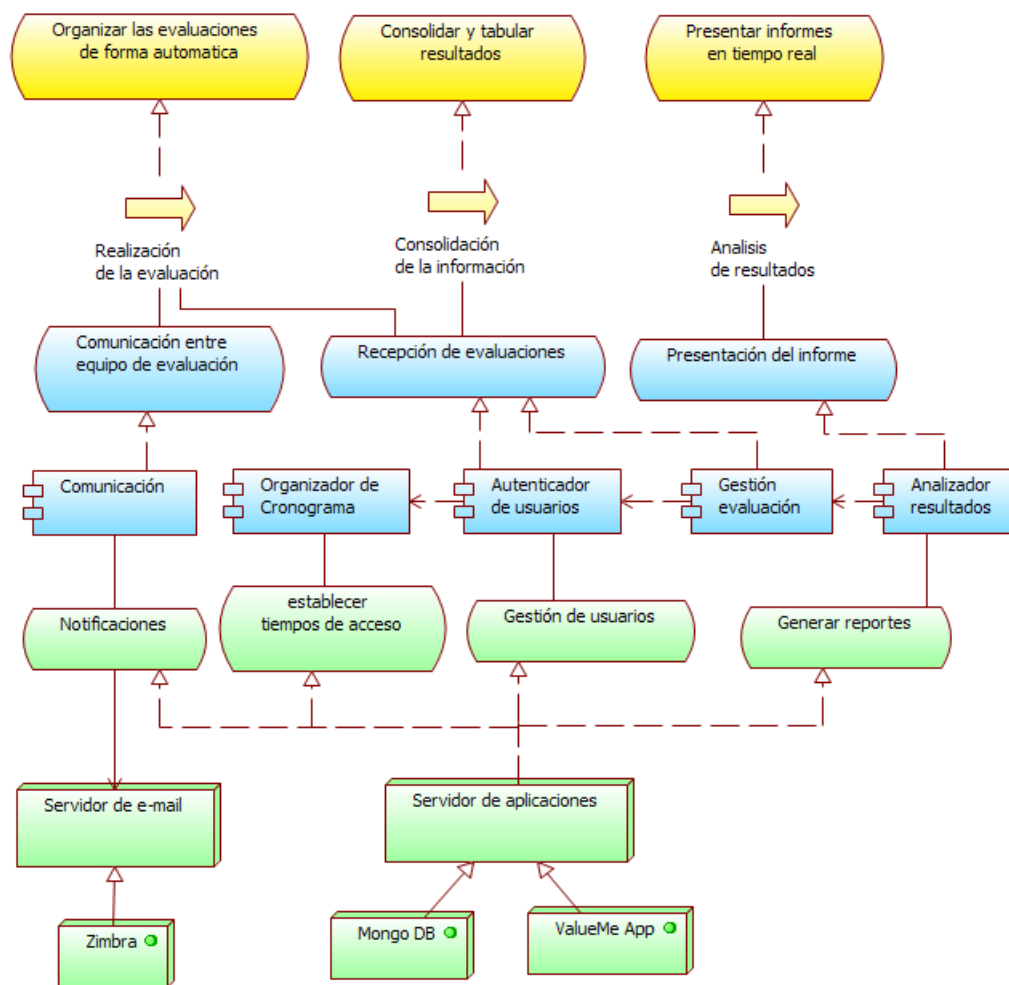 Organizar las evaluaciones
de forma automatica
Consolidar y tabular
resultados
Presentar informes
en tiempo real
Realización
de la evaluación
Consolidación
de la información
Analisis
de resultados
Comunicación entre
equipo de evaluación
Recepción de evaluaciones
Presentación del informe
Comunicación
Organizador de
Cronograma
Autenticador
de usuarios
Gestión
evaluación
Analizador
resultados
Notificaciones
establecer
tiempos de acceso
Gestión de usuarios
Generar reportes
Servidor de e-mail
Servidor de aplicaciones
Zimbra
Mongo DB
ValueMe App